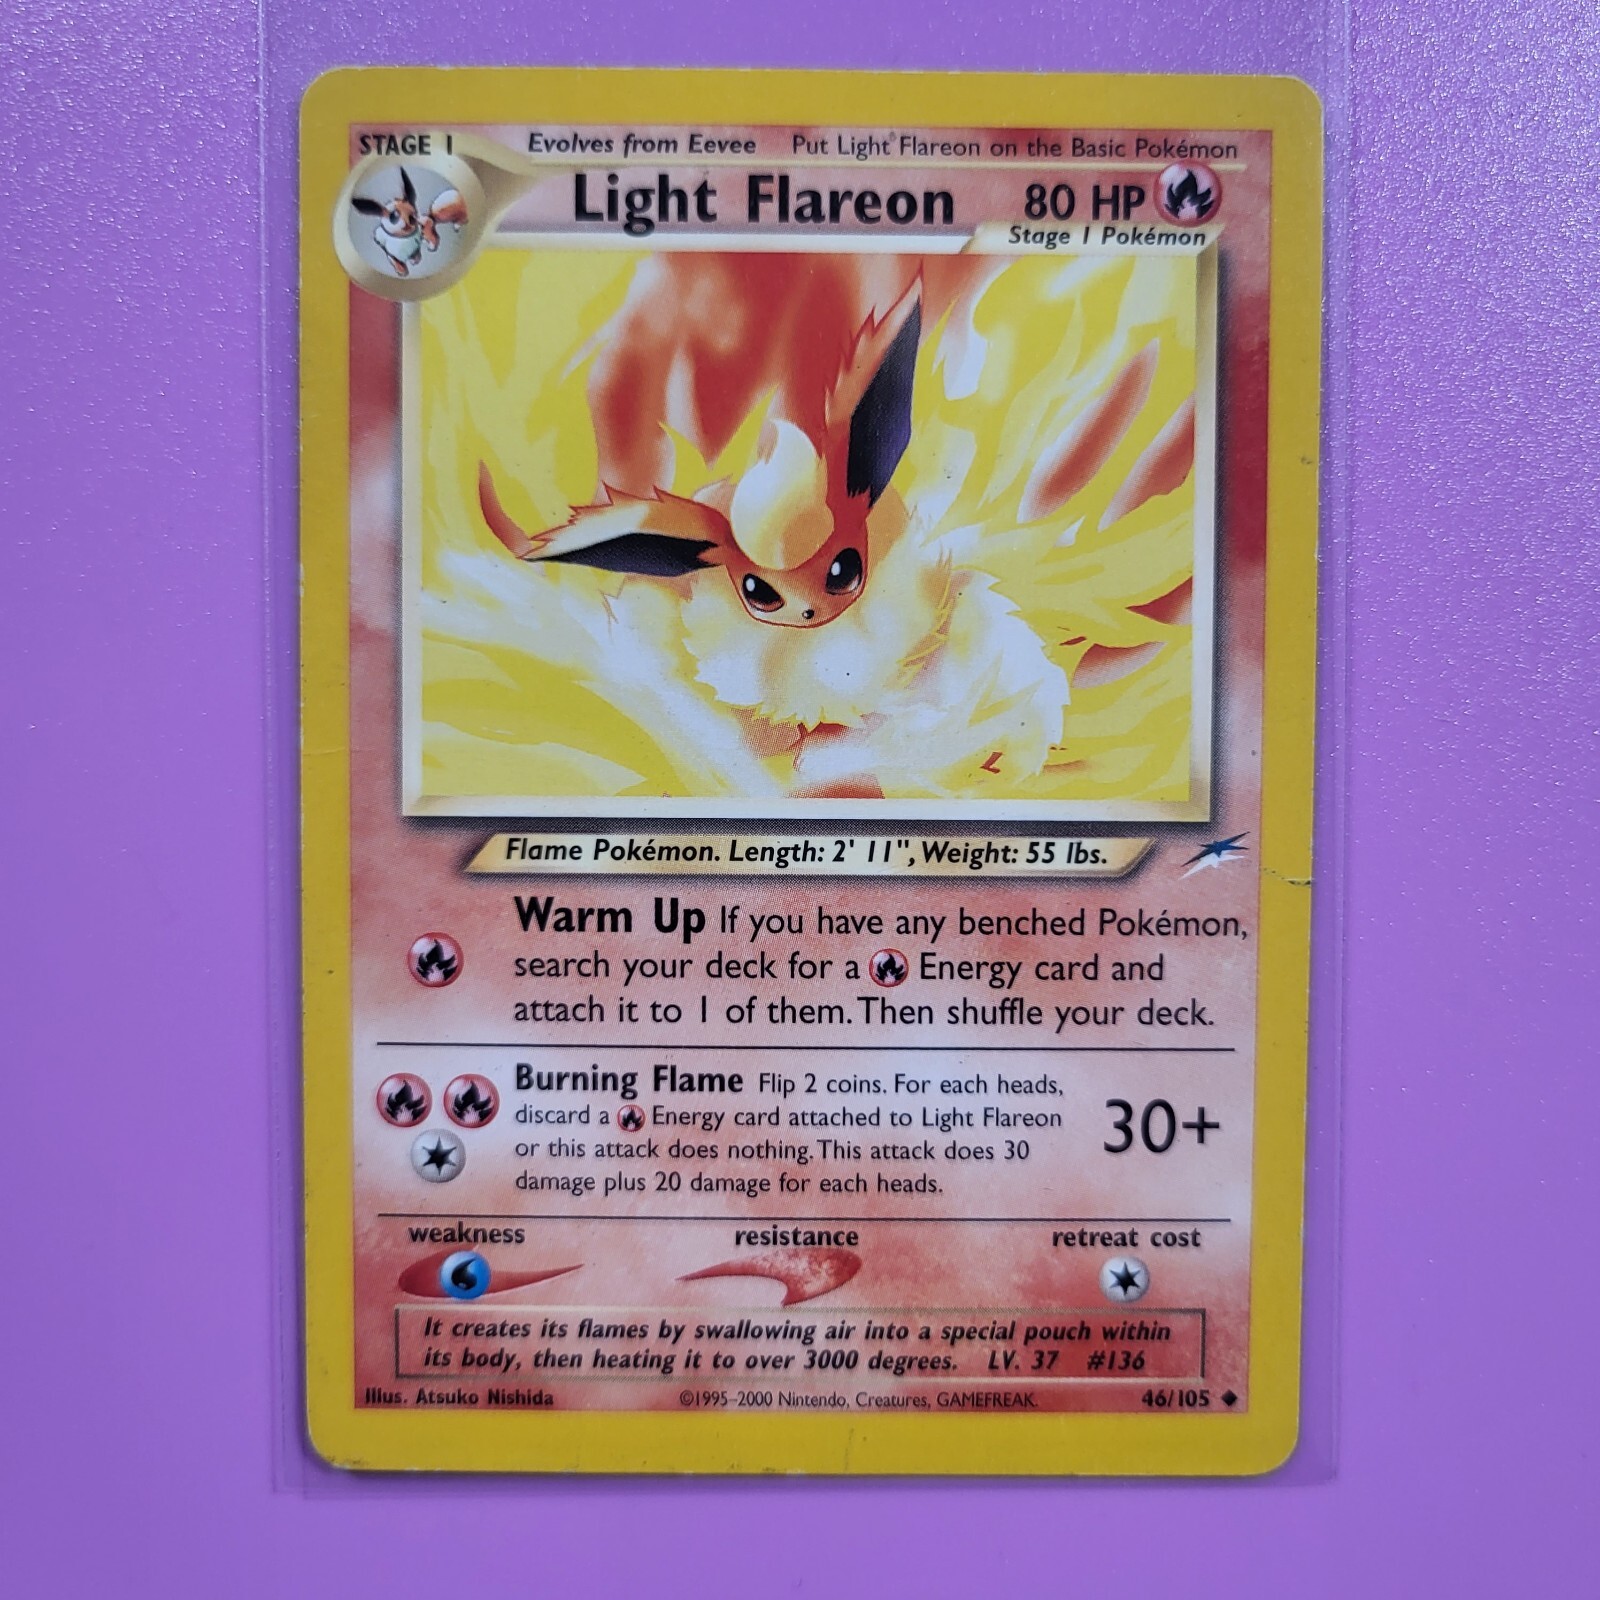 STAGE 1 Evolves from Eevee Put Light Flareon on the Basic Pokémon
Light Flareon 80 HP
Stage 1 Pokémon
Flame Pokémon. Length: 2' 11", Weight: 55 lbs.
Warm Up If you have any benched Pokémon,
search your deck for a Energy card and
attach it to 1 of them. Then shuffle your deck.
Burning Flame Flip 2 coins. For each heads,
discard a Energy card attached to Light Flareon
or this attack does nothing. This attack does 30
damage plus 20 damage for each heads.
30+
weakness resistance retreat cost
It creates its flames by swallowing air into a special pouch within
its body, then heating it to over 3000 degrees. LV. 37 #136
Illus. Atsuko Nishida ©1995–2000 Nintendo, Creatures, GAMEFREAK. 46/105